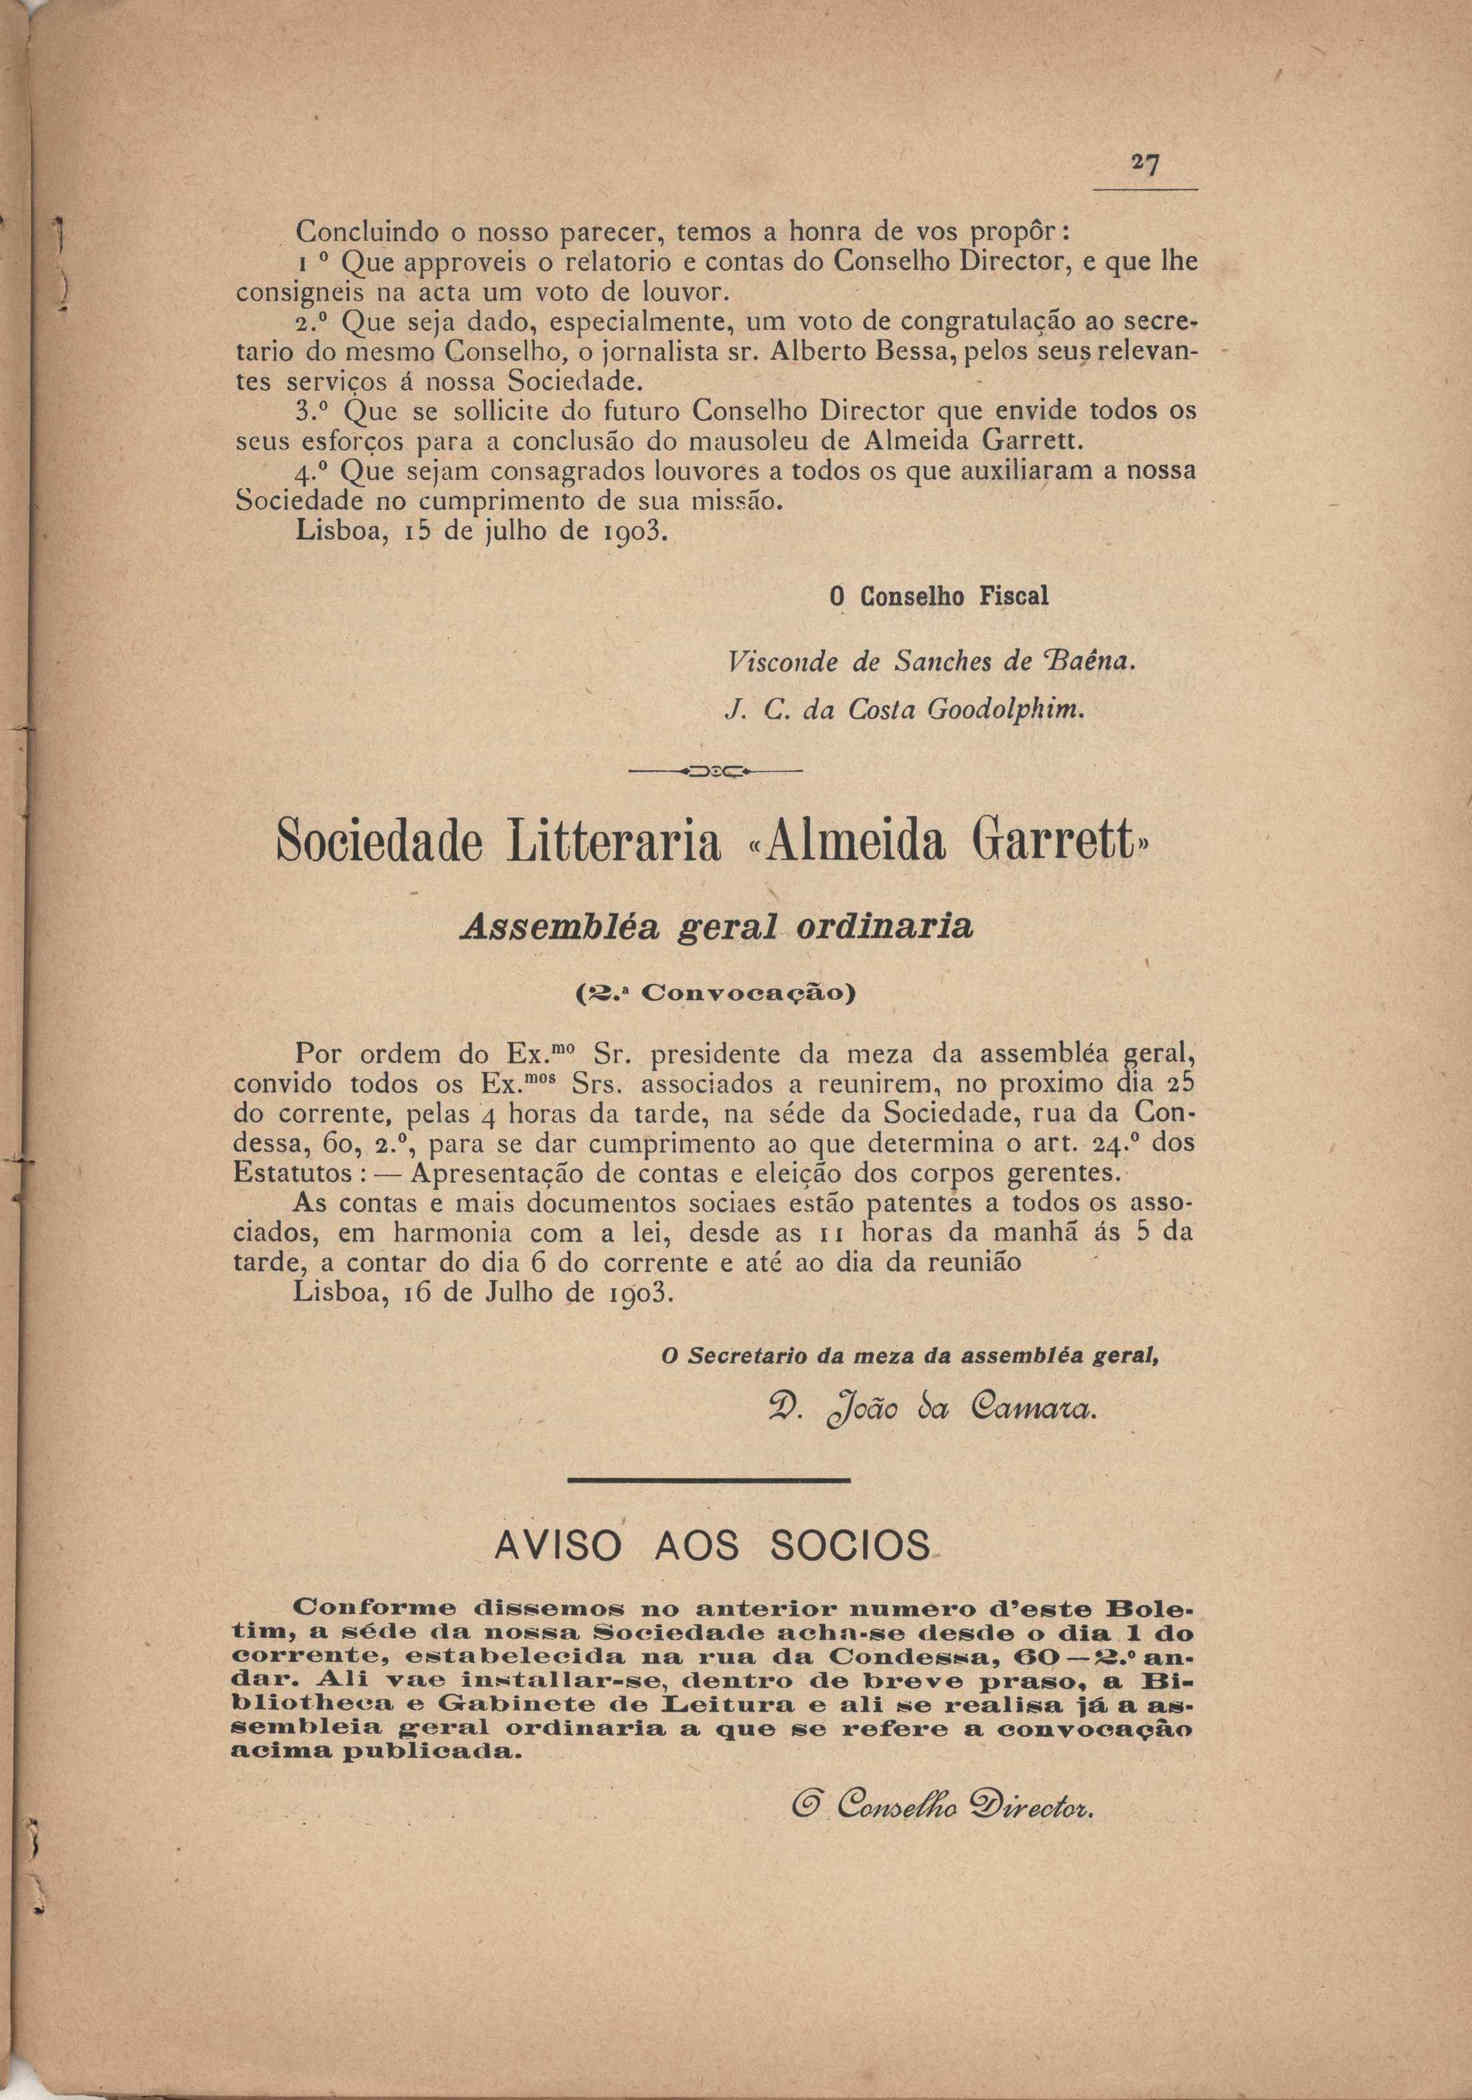 27
Concluindo o nosso parecer, temos a honra de vos propôr:
1 º Que approveis o relatorio e contas do Conselho Director, e que lhe
consigneis na acta um voto de louvor.
2.º Que seja dado, especialmente, um voto de congratulação ao secre-
tario do mesmo Conselho, o jornalista sr. Alberto Bessa, pelos seus relevan-
tes serviços á nossa Sociedade.
3.º Que se sollicite do futuro Conselho Director que envide todos os
seus esforços para a conclusão do mausoleu de Almeida Garrett.
4.º Que sejam consagrados louvores a todos os que auxiliaram a nossa
Sociedade no cumprimento de sua missão.
Lisboa, 15 de julho de 1903.
O Conselho Fiscal
Visconde de Sanches de Baêna.
J. C. da Costa Goodolphim.
Sociedade Litteraria «Almeida Garrett»
Assembléa geral ordinaria
(2.ª Convocação)
Por ordem do Ex.mo Sr. presidente da meza da assembléa geral,
convido todos os Ex.mos Srs. associados a reunirem, no proximo dia 25
do corrente, pelas 4 horas da tarde, na séde da Sociedade, rua da Con-
dessa, 60, 2.º, para se dar cumprimento ao que determina o art. 24.º dos
Estatutos : — Apresentação de contas e eleição dos corpos gerentes.
As contas e mais documentos sociaes estão patentes a todos os asso-
ciados, em harmonia com a lei, desde as 11 horas da manhã ás 5 da
tarde, a contar do dia 6 do corrente e até ao dia da reunião
Lisboa, 16 de Julho de 1903.
O Secretario da meza da assembléa geral,
D. João da Camara.
AVISO AOS SOCIOS
Conforme dissemos no anterior numero d'este Bole-
tim, a séde da nossa Sociedade acha-se desde o dia 1 do
corrente, estabelecida na rua da Condessa, 60 — 2.º an-
dar. Ali vae installar-se, dentro de breve praso, a Bi-
bliotheca e Gabinete de Leitura e ali se realisa já a as-
sembleia geral ordinaria a que se refere a convocação
acima publicada.
O Conselho Director.